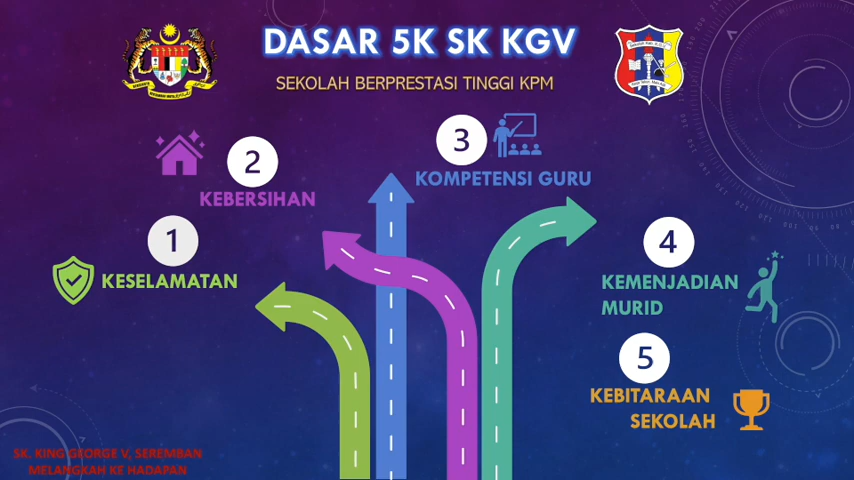 DASAR 5K SK KGV
SEKOLAH BERPRESTASI TINGGI KPM
1
KESELAMATAN
2
KEBERSIHAN
3
KOMPETENSI GURU
4
KEMENJADIAN
MURID
5
KEBITARAAN
SEKOLAH
SK. KING GEORGE V, SEREMBAN
MELANGKAH KE HADAPAN